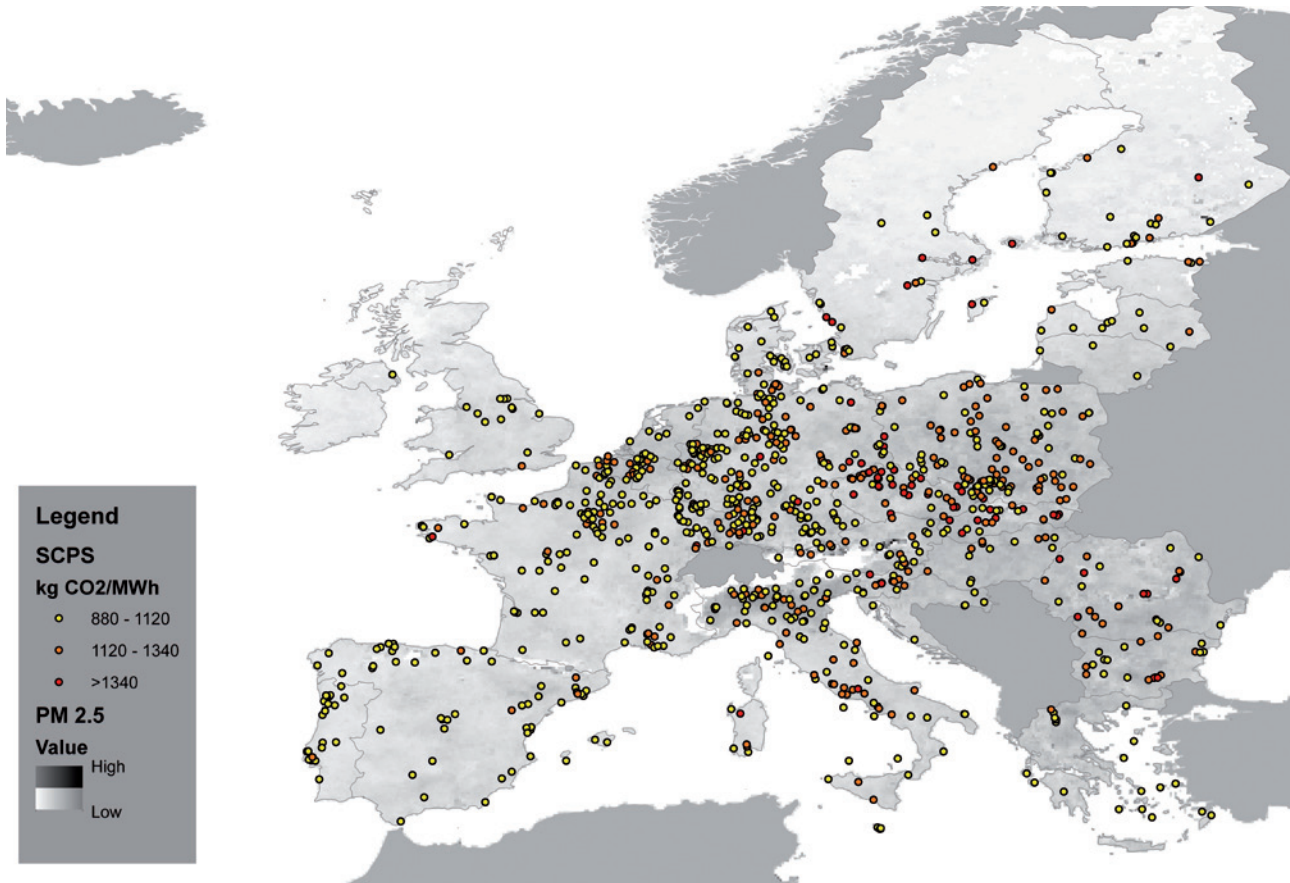 Legend
SCPS
kg CO2/MWh
880 - 1120
1120 - 1340
>1340
PM 2.5
Value
High
Low